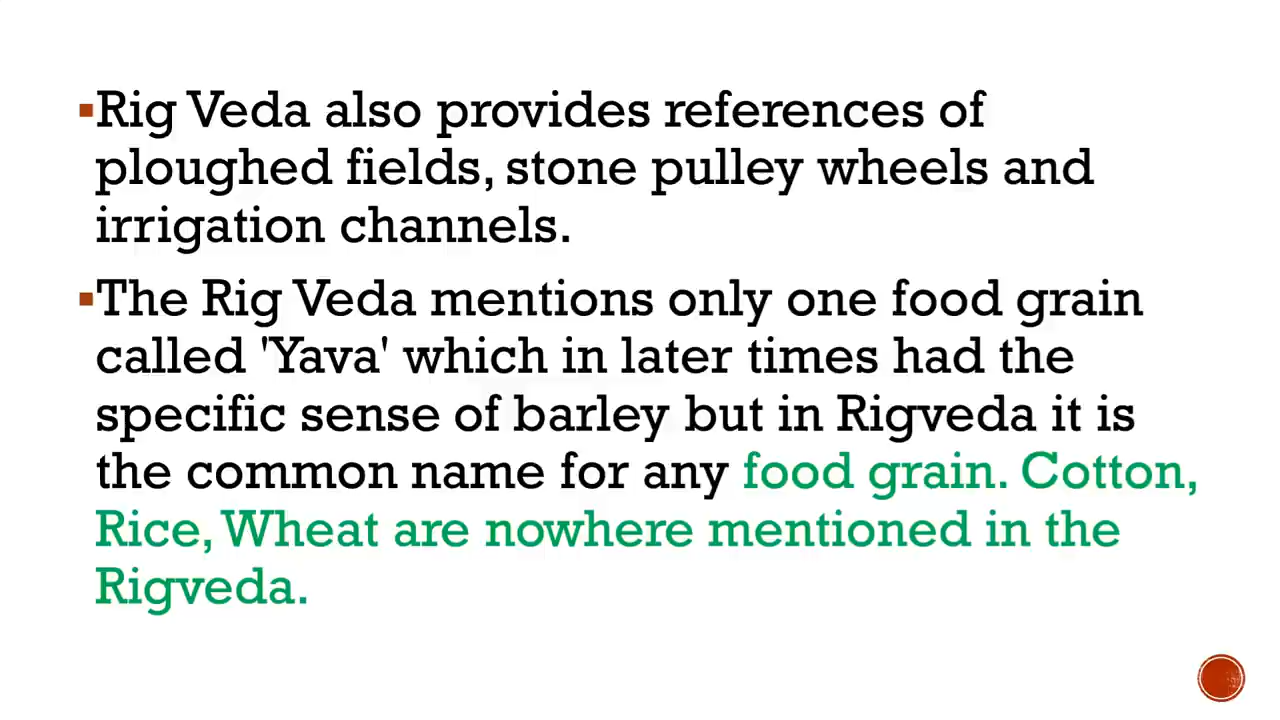 ▪Rig Veda also provides references of
ploughed fields, stone pulley wheels and
irrigation channels.
▪The Rig Veda mentions only one food grain
called 'Yava' which in later times had the
specific sense of barley but in Rigveda it is
the common name for any food grain. Cotton,
Rice, Wheat are nowhere mentioned in the
Rigveda.